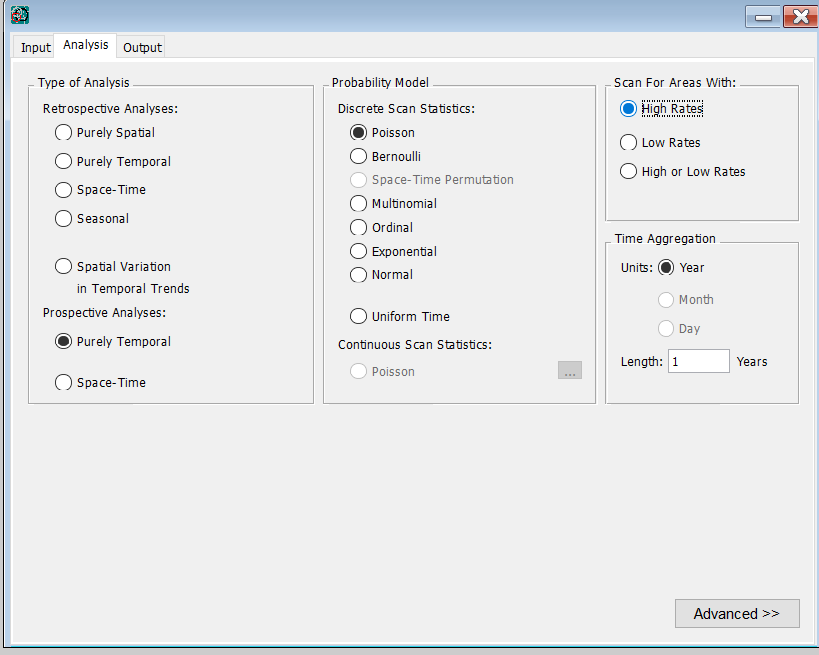 Input
Analysis
Output
Type of Analysis
Retrospective Analyses:
Purely Spatial
Purely Temporal
Space-Time
Seasonal
Spatial Variation
in Temporal Trends
Prospective Analyses:
Purely Temporal
Space-Time
Probability Model
Discrete Scan Statistics:
Poisson
Bernoulli
Space-Time Permutation
Multinomial
Ordinal
Exponential
Normal
Uniform Time
Continuous Scan Statistics:
Poisson
...
Scan For Areas With:
High Rates
Low Rates
High or Low Rates
Time Aggregation
Units: Year
Month
Day
Length: 1 Years
Advanced >>